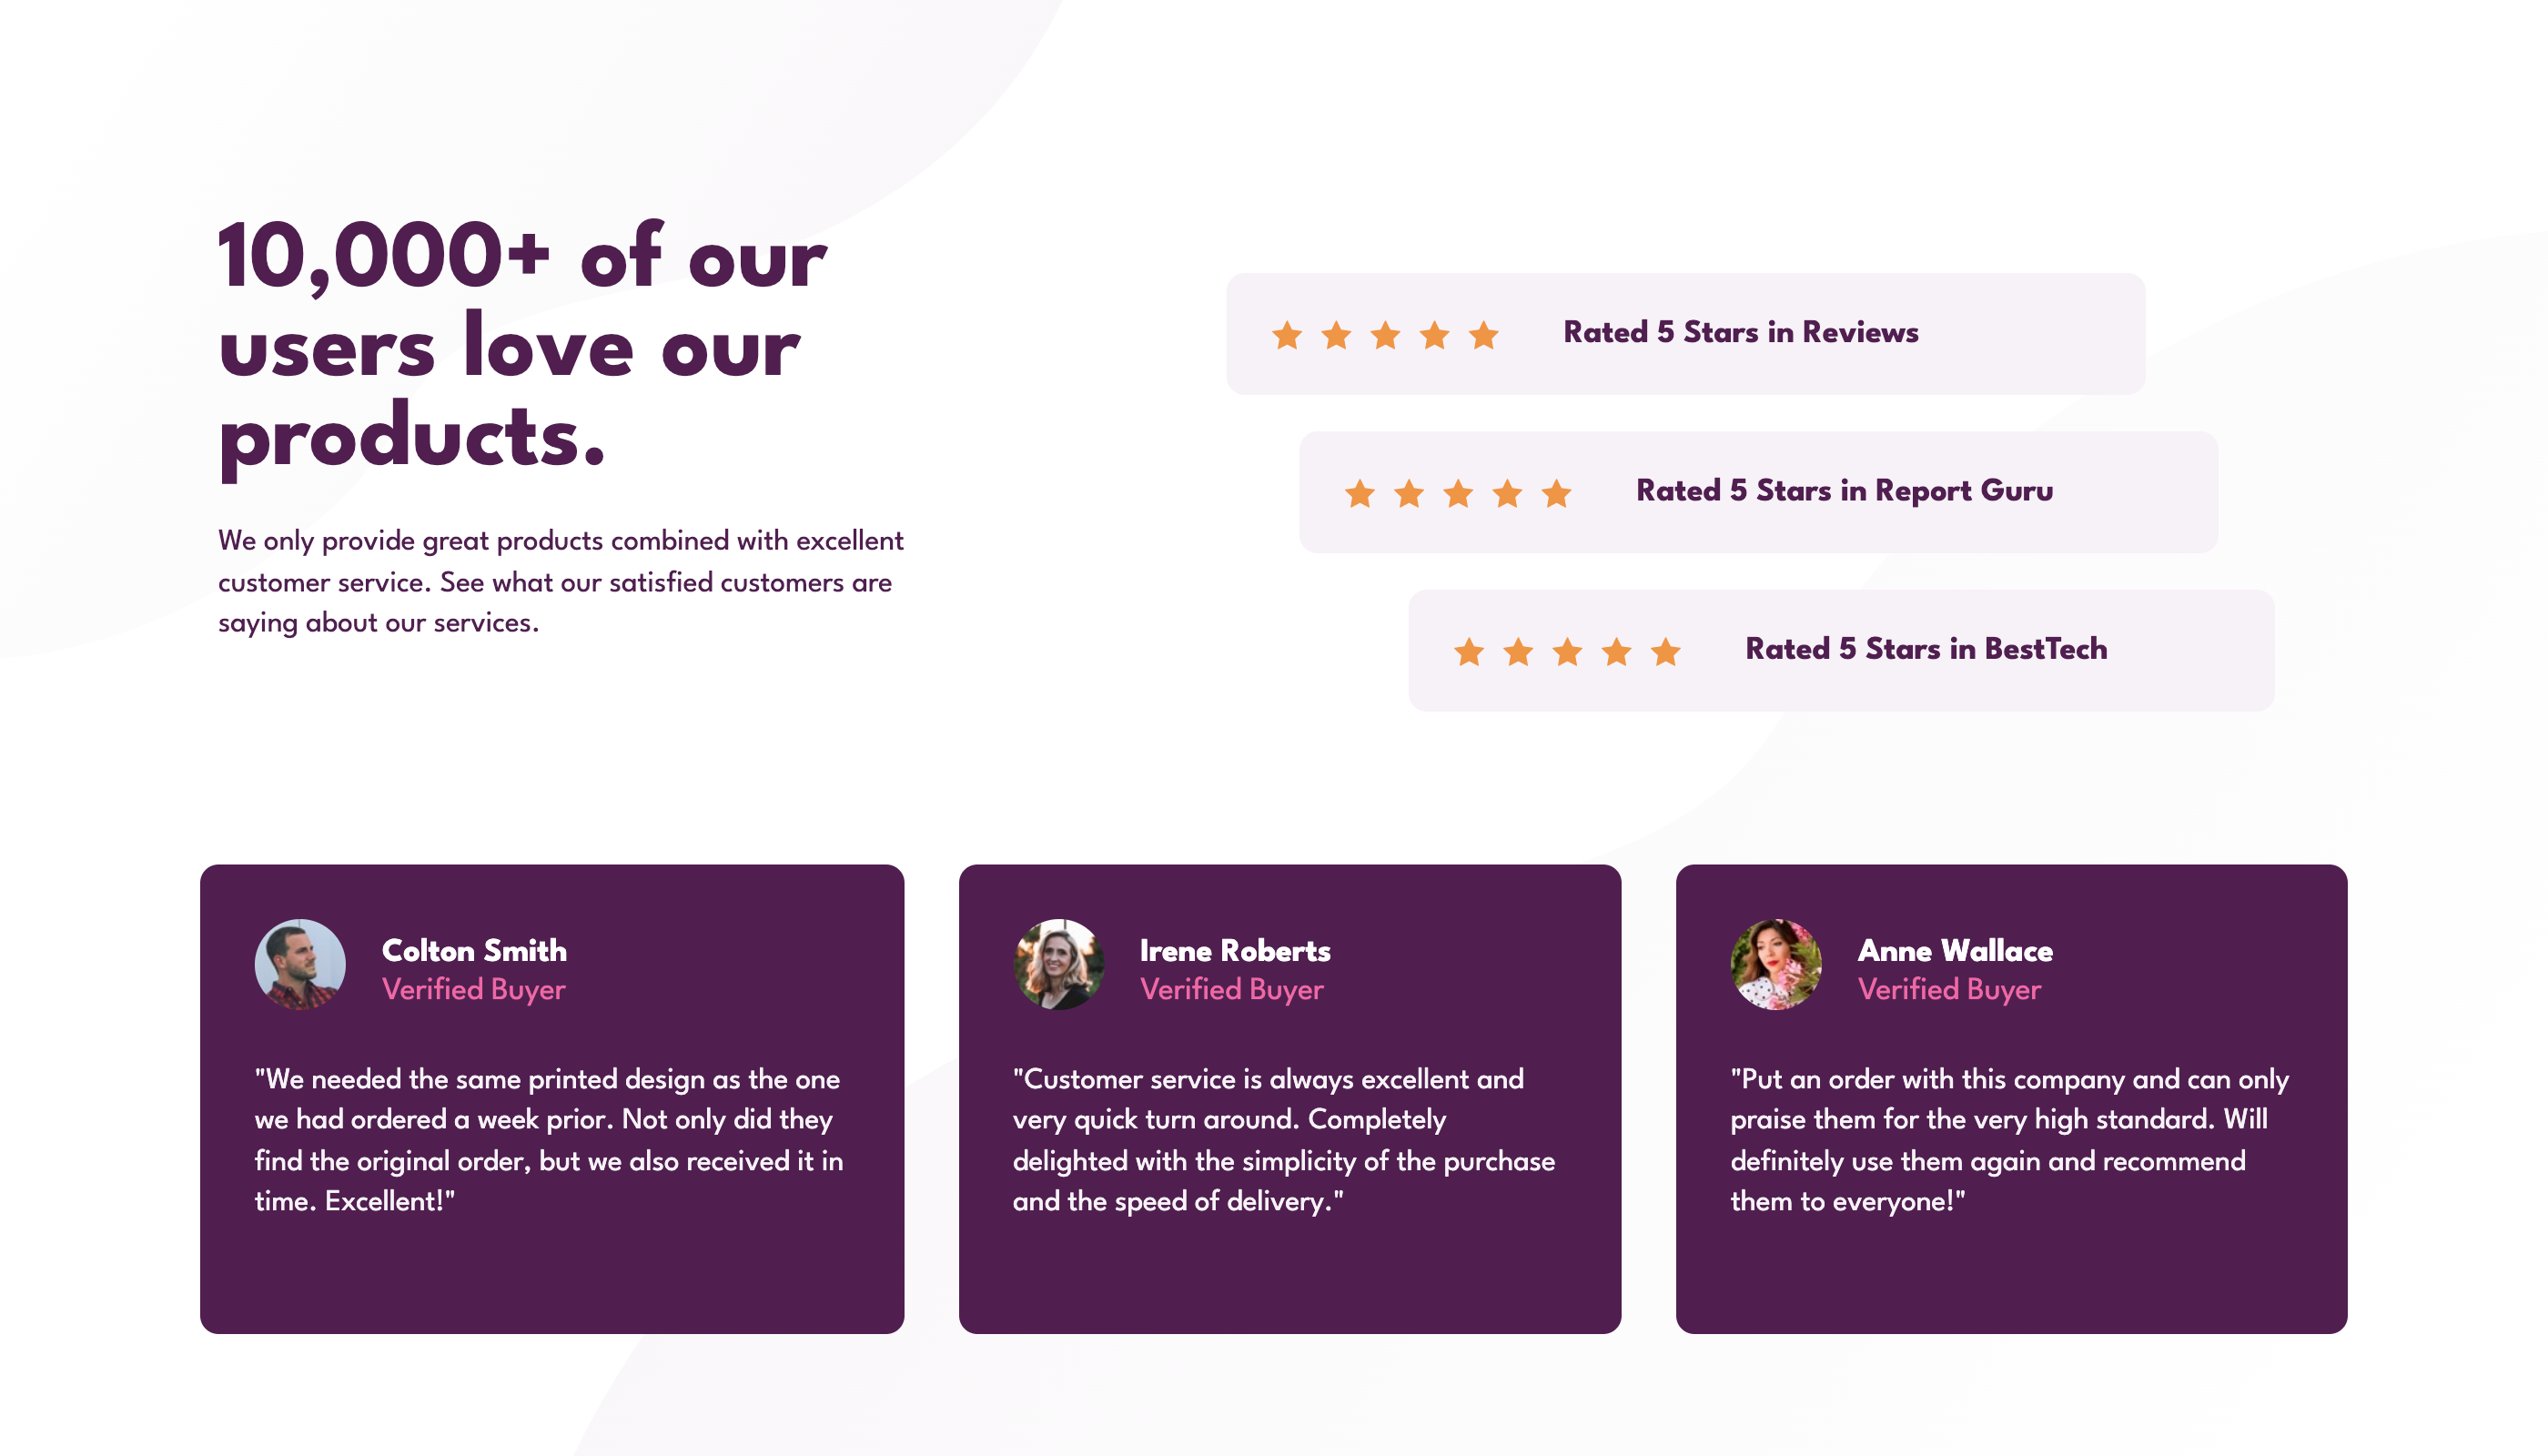 10,000+ of our
users love our
products.
We only provide great products combined with excellent
customer service. See what our satisfied customers are
saying about our services.
Rated 5 Stars in Reviews
Rated 5 Stars in Report Guru
Rated 5 Stars in BestTech
Colton Smith
Verified Buyer
"We needed the same printed design as the one
we had ordered a week prior. Not only did they
find the original order, but we also received it in
time. Excellent!"
Irene Roberts
Verified Buyer
"Customer service is always excellent and
very quick turn around. Completely
delighted with the simplicity of the purchase
and the speed of delivery."
Anne Wallace
Verified Buyer
"Put an order with this company and can only
praise them for the very high standard. Will
definitely use them again and recommend
them to everyone!"